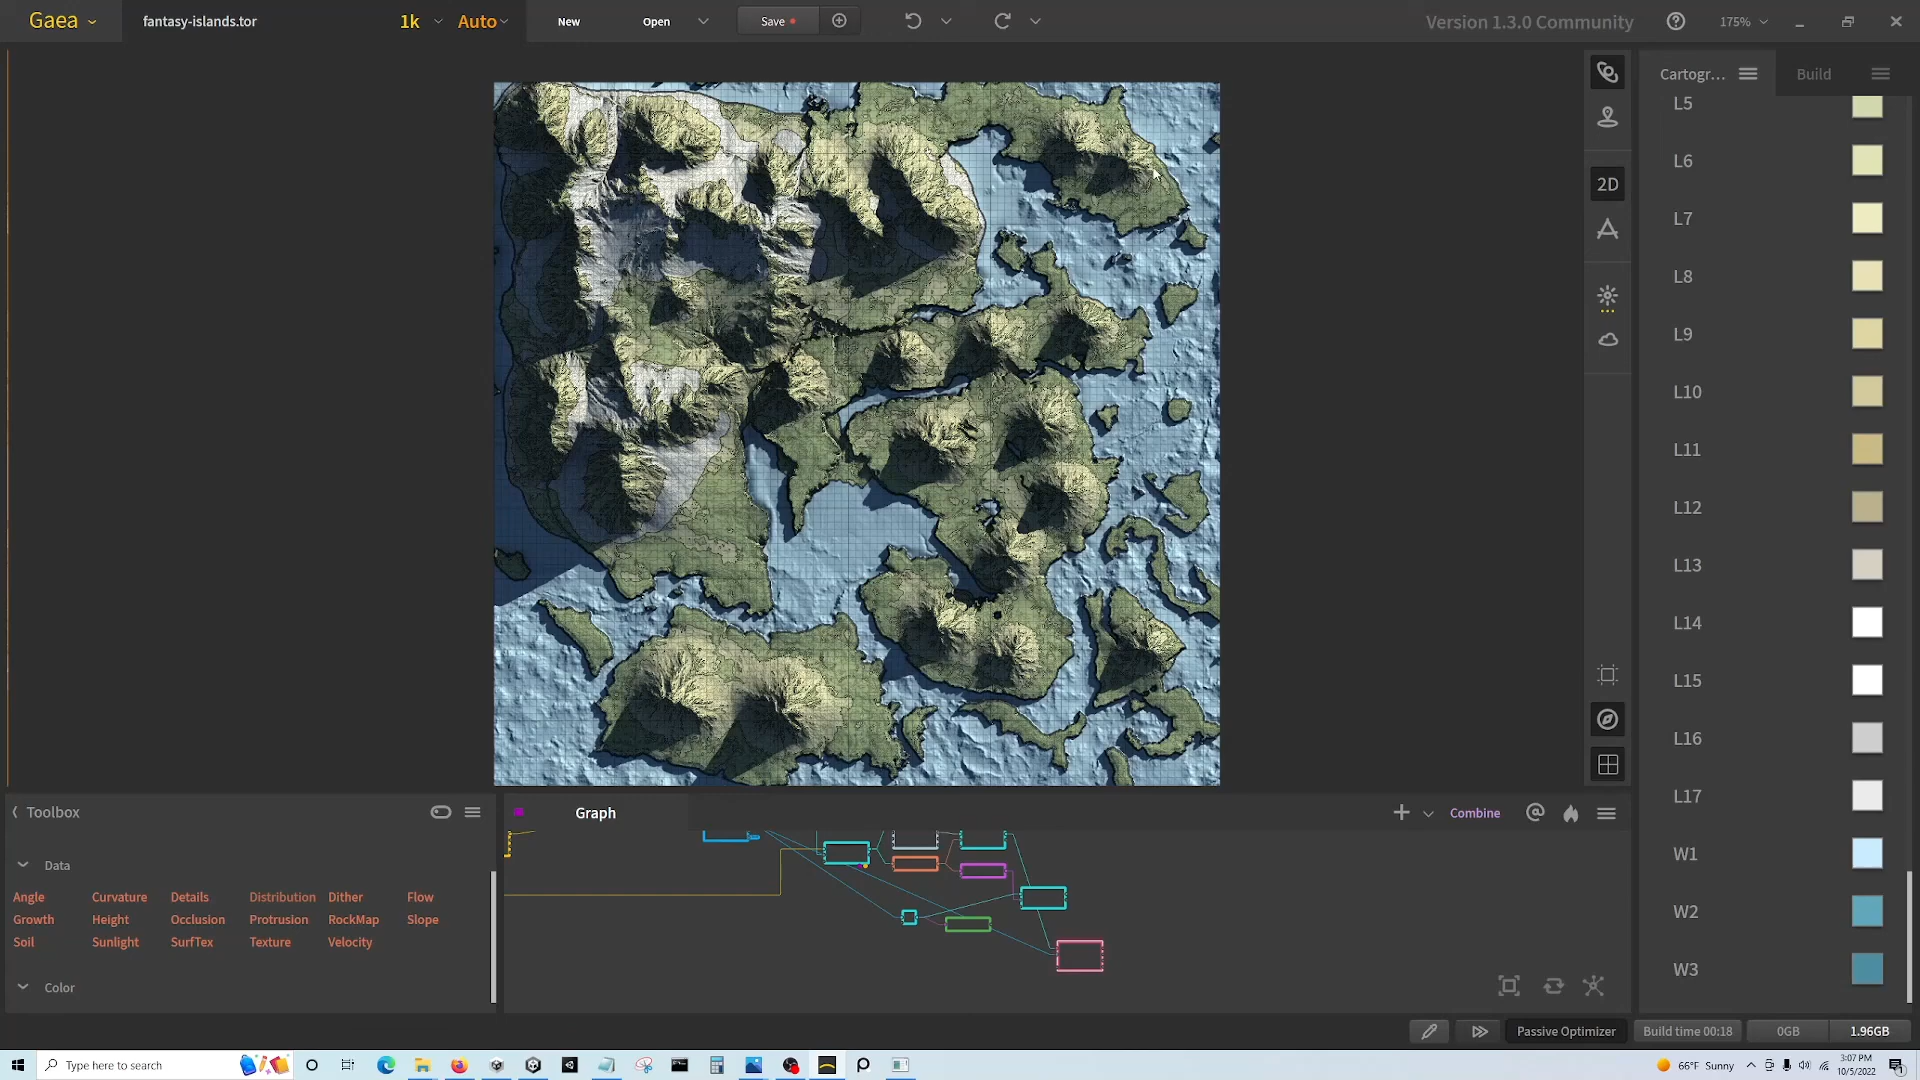 Gaea
fantasy-islands.tor
1k
Auto
New
Open
Save
Version 1.3.0 Community
175%
Cartogr...
Build
L5
L6
2D
L7
L8
L9
L10
L11
L12
L13
L14
L15
L16
L17
W1
W2
W3
Toolbox
Graph
Combine
Data
Angle Curvature Details Distribution Dither Flow
Growth Height Occlusion Protrusion RockMap Slope
Soil Sunlight SurfTex Texture Velocity
Color
Passive Optimizer
Build time 00:18
0GB
1.96GB
Type here to search
66°F Sunny
3:07 PM
10/5/2022